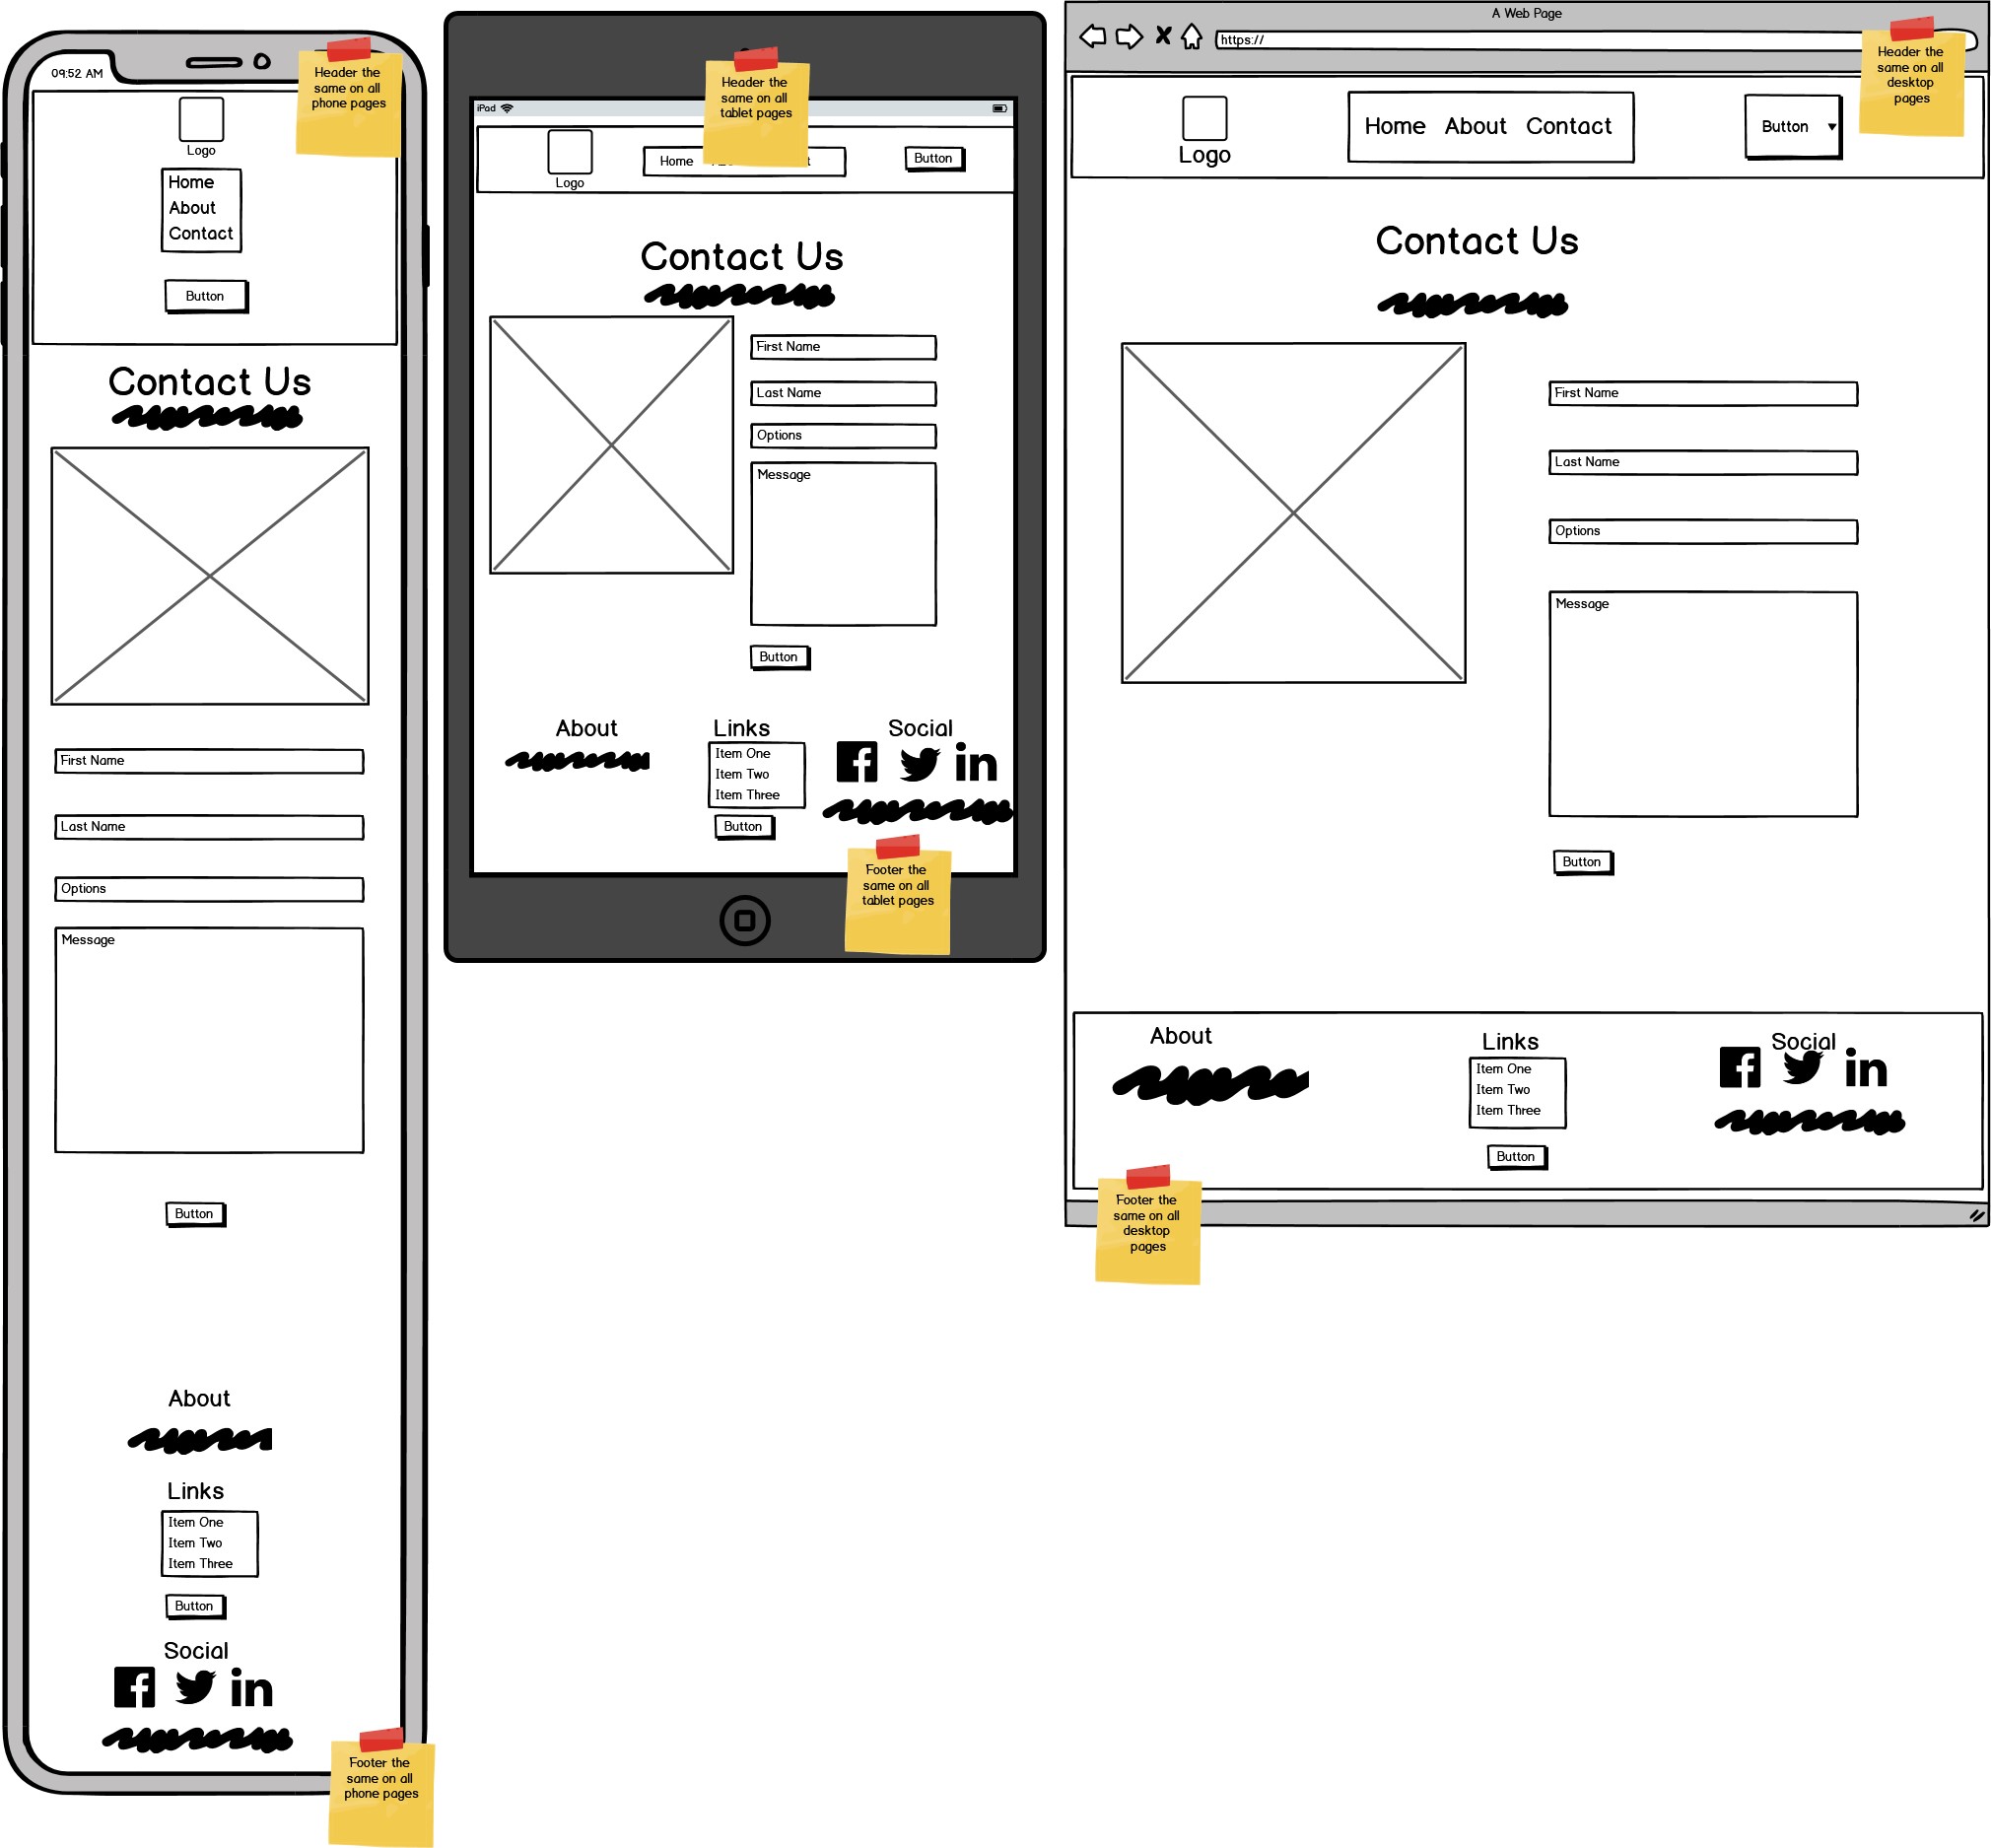 09:52 AM
Header the
same on all
phone pages
Logo
Home
About
Contact
Button
Contact Us
First Name
Last Name
Options
Message
Button
About
Links
Item One
Item Two
Item Three
Button
Social
f
in
Footer the
same on all
phone pages
iPad
Header the
same on all
tablet pages
Logo
Home
Button
Contact Us
First Name
Last Name
Options
Message
Button
About
Links
Item One
Item Two
Item Three
Button
Social
f
in
Footer the
same on all
tablet pages
A Web Page
https://
Header the
same on all
desktop
pages
Logo
Home About Contact
Button
Contact Us
First Name
Last Name
Options
Message
Button
About
Links
Item One
Item Two
Item Three
Button
Social
f
in
Footer the
same on all
desktop
pages